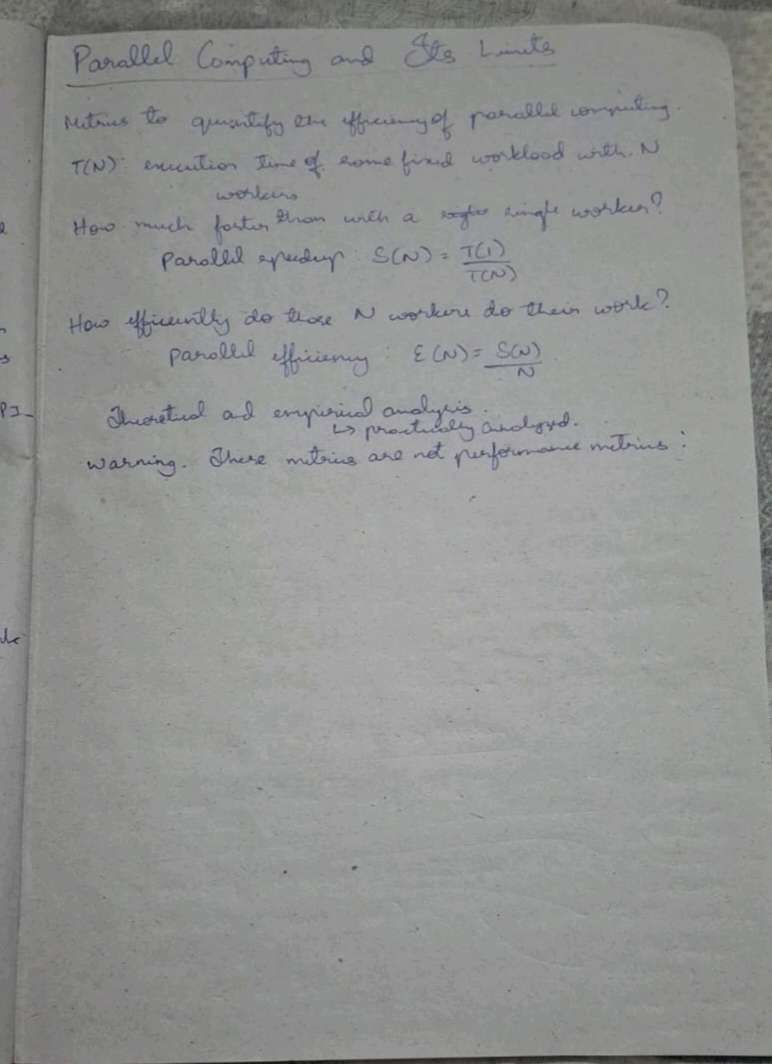 Parallel Computing and Its Limits
Metrics to quantify the efficiency of parallel computing.
T(N): execution time of some fixed workload with N
workers
How much faster than with a single worker?
Parallel speedup: S(N) = T(1)/T(N)
How efficiently do those N workers do their work?
Parallel efficiency: ε(N) = S(N)/N
Theoretical and empirical analysis.
↳ practically analyzed.
Warning. These metrics are not performance metrics: